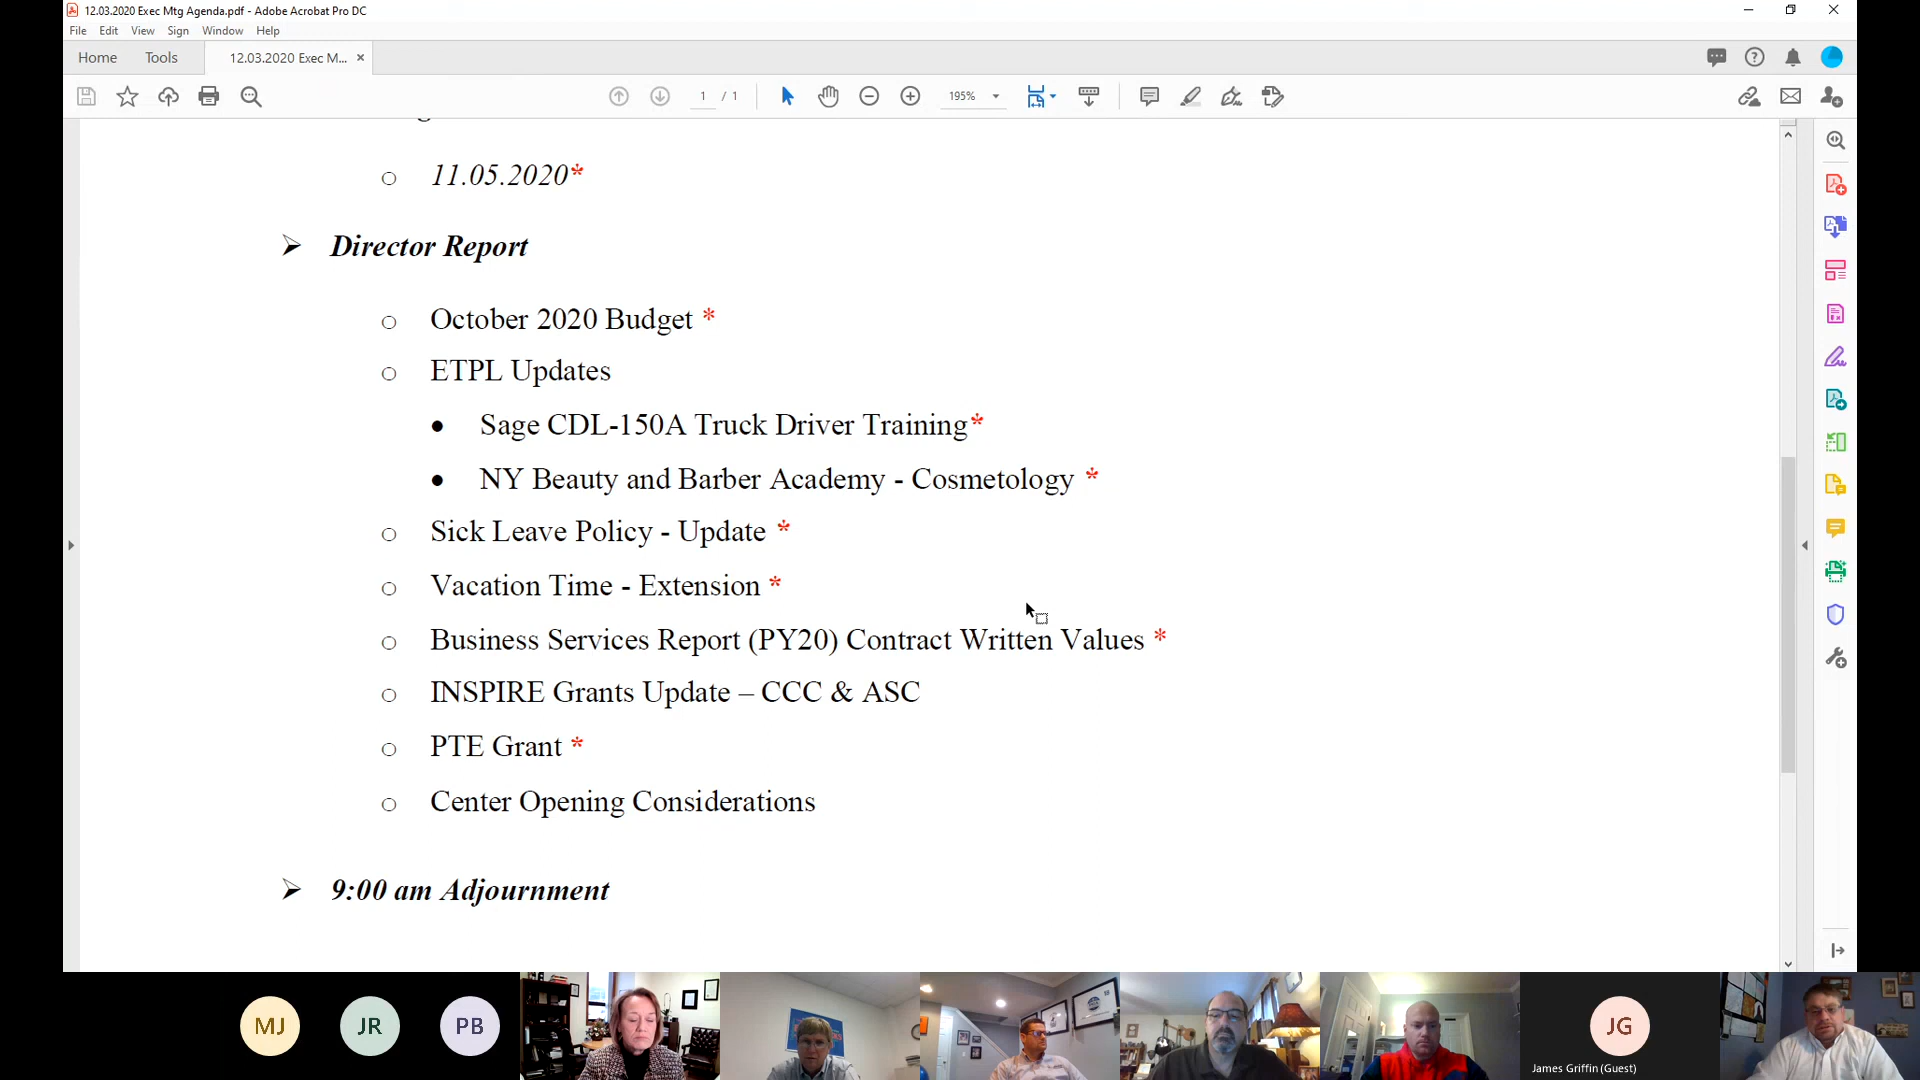 12.03.2020 Exec Mtg Agenda.pdf - Adobe Acrobat Pro DC
File Edit View Sign Window Help
Home Tools 12.03.2020 Exec M... ×
1 / 1 195%
o 11.05.2020*
➢ Director Report
o October 2020 Budget *
o ETPL Updates
• Sage CDL-150A Truck Driver Training*
• NY Beauty and Barber Academy - Cosmetology *
o Sick Leave Policy - Update *
o Vacation Time - Extension *
o Business Services Report (PY20) Contract Written Values *
o INSPIRE Grants Update – CCC & ASC
o PTE Grant *
o Center Opening Considerations
➢ 9:00 am Adjournment
MJ JR PB JG
James Griffin (Guest)